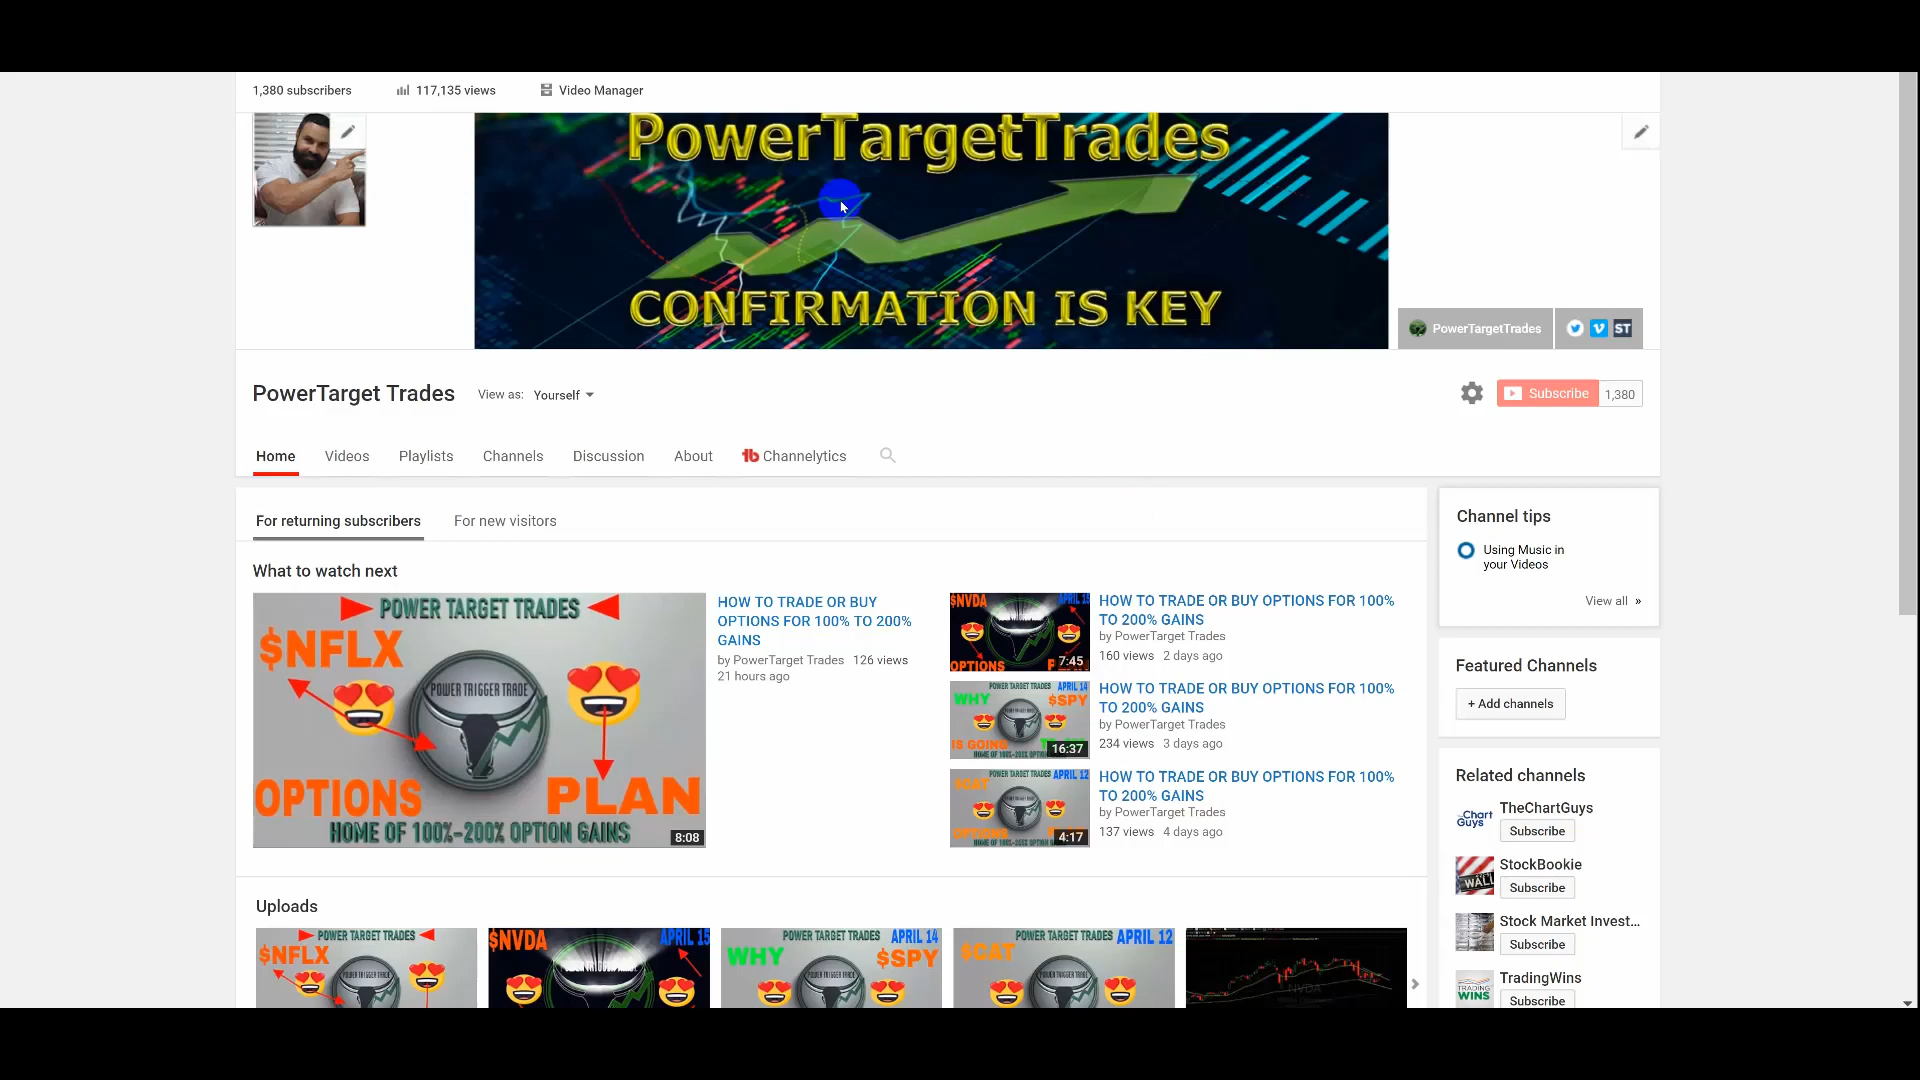 1,380 subscribers 117,135 views Video Manager
PowerTargetTrades
CONFIRMATION IS KEY
PowerTargetTrades ST
PowerTarget Trades View as: Yourself
Subscribe 1,380
Home Videos Playlists Channels Discussion About tb Channelytics
For returning subscribers For new visitors
What to watch next
POWER TARGET TRADES
$NFLX
POWER TRIGGER TRADE
OPTIONS PLAN
HOME OF 100%-200% OPTION GAINS
8:08
HOW TO TRADE OR BUY
OPTIONS FOR 100% TO 200%
GAINS
by PowerTarget Trades 126 views
21 hours ago
$NVDA APRIL 15
OPTIONS
7:45
HOW TO TRADE OR BUY OPTIONS FOR 100%
TO 200% GAINS
by PowerTarget Trades
160 views 2 days ago
POWER TARGET TRADES APRIL 14
WHY $SPY
IS GOING
16:37
HOW TO TRADE OR BUY OPTIONS FOR 100%
TO 200% GAINS
by PowerTarget Trades
234 views 3 days ago
POWER TARGET TRADES APRIL 12
$CAT
OPTIONS
4:17
HOW TO TRADE OR BUY OPTIONS FOR 100%
TO 200% GAINS
by PowerTarget Trades
137 views 4 days ago
Channel tips
Using Music in
your Videos
View all »
Featured Channels
+ Add channels
Related channels
Chart
Guys
TheChartGuys
Subscribe
WALL
StockBookie
Subscribe
Stock Market Invest...
Subscribe
TRADING
WINS
TradingWins
Subscribe
Uploads
POWER TARGET TRADES
$NFLX
$NVDA APRIL 15
POWER TARGET TRADES APRIL 14
WHY $SPY
POWER TARGET TRADES APRIL 12
$CAT
NVDA